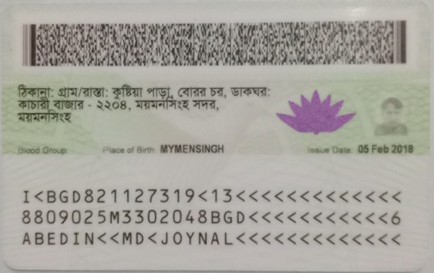 ঠিকানা: গ্রাম/রাস্তা: কুষ্টিয়া পাড়া, বোরর চর, ডাকঘর:
কাচারী বাজার - ২২০৪, ময়মনসিংহ সদর,
ময়মনসিংহ
Blood Group: Place of Birth: MYMENSINGH Issue Date: 05 Feb 2018
I<BGD821127319<13<<<<<<<<<<<<<
8809025M3302048BGD<<<<<<<<<<<6
ABEDIN<<MD<JOYNAL<<<<<<<<<<<<<